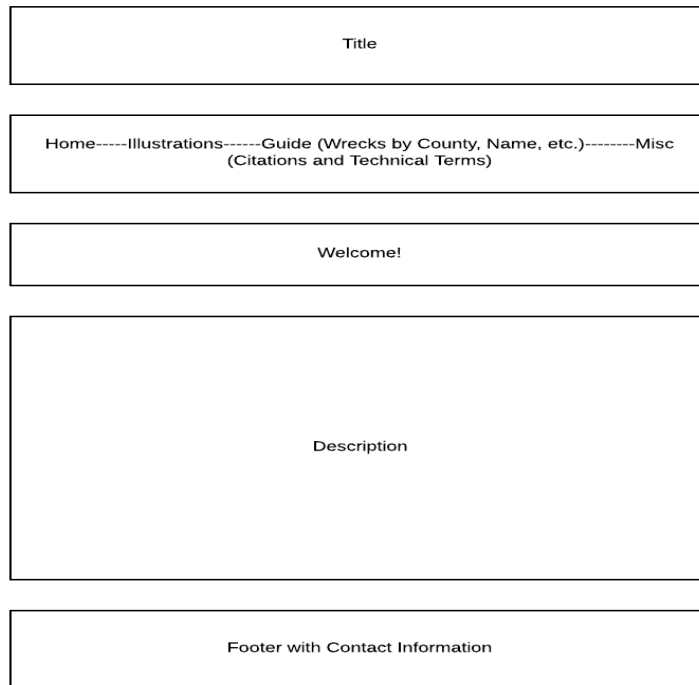 Title
Home-----Illustrations------Guide (Wrecks by County, Name, etc.)--------Misc
(Citations and Technical Terms)
Welcome!
Description
Footer with Contact Information